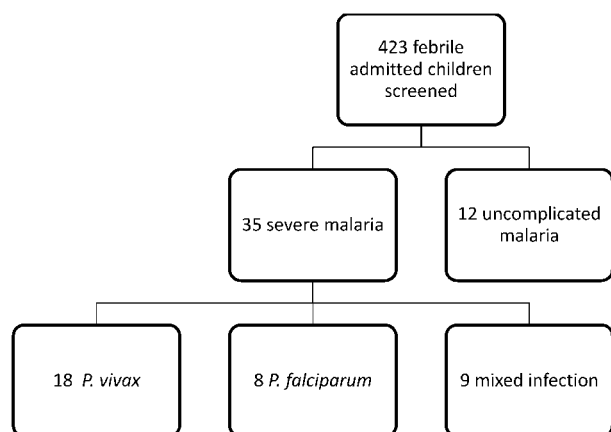 423 febrile
admitted children
screened
35 severe malaria
12 uncomplicated
malaria
18 P. vivax
8 P. falciparum
9 mixed infection